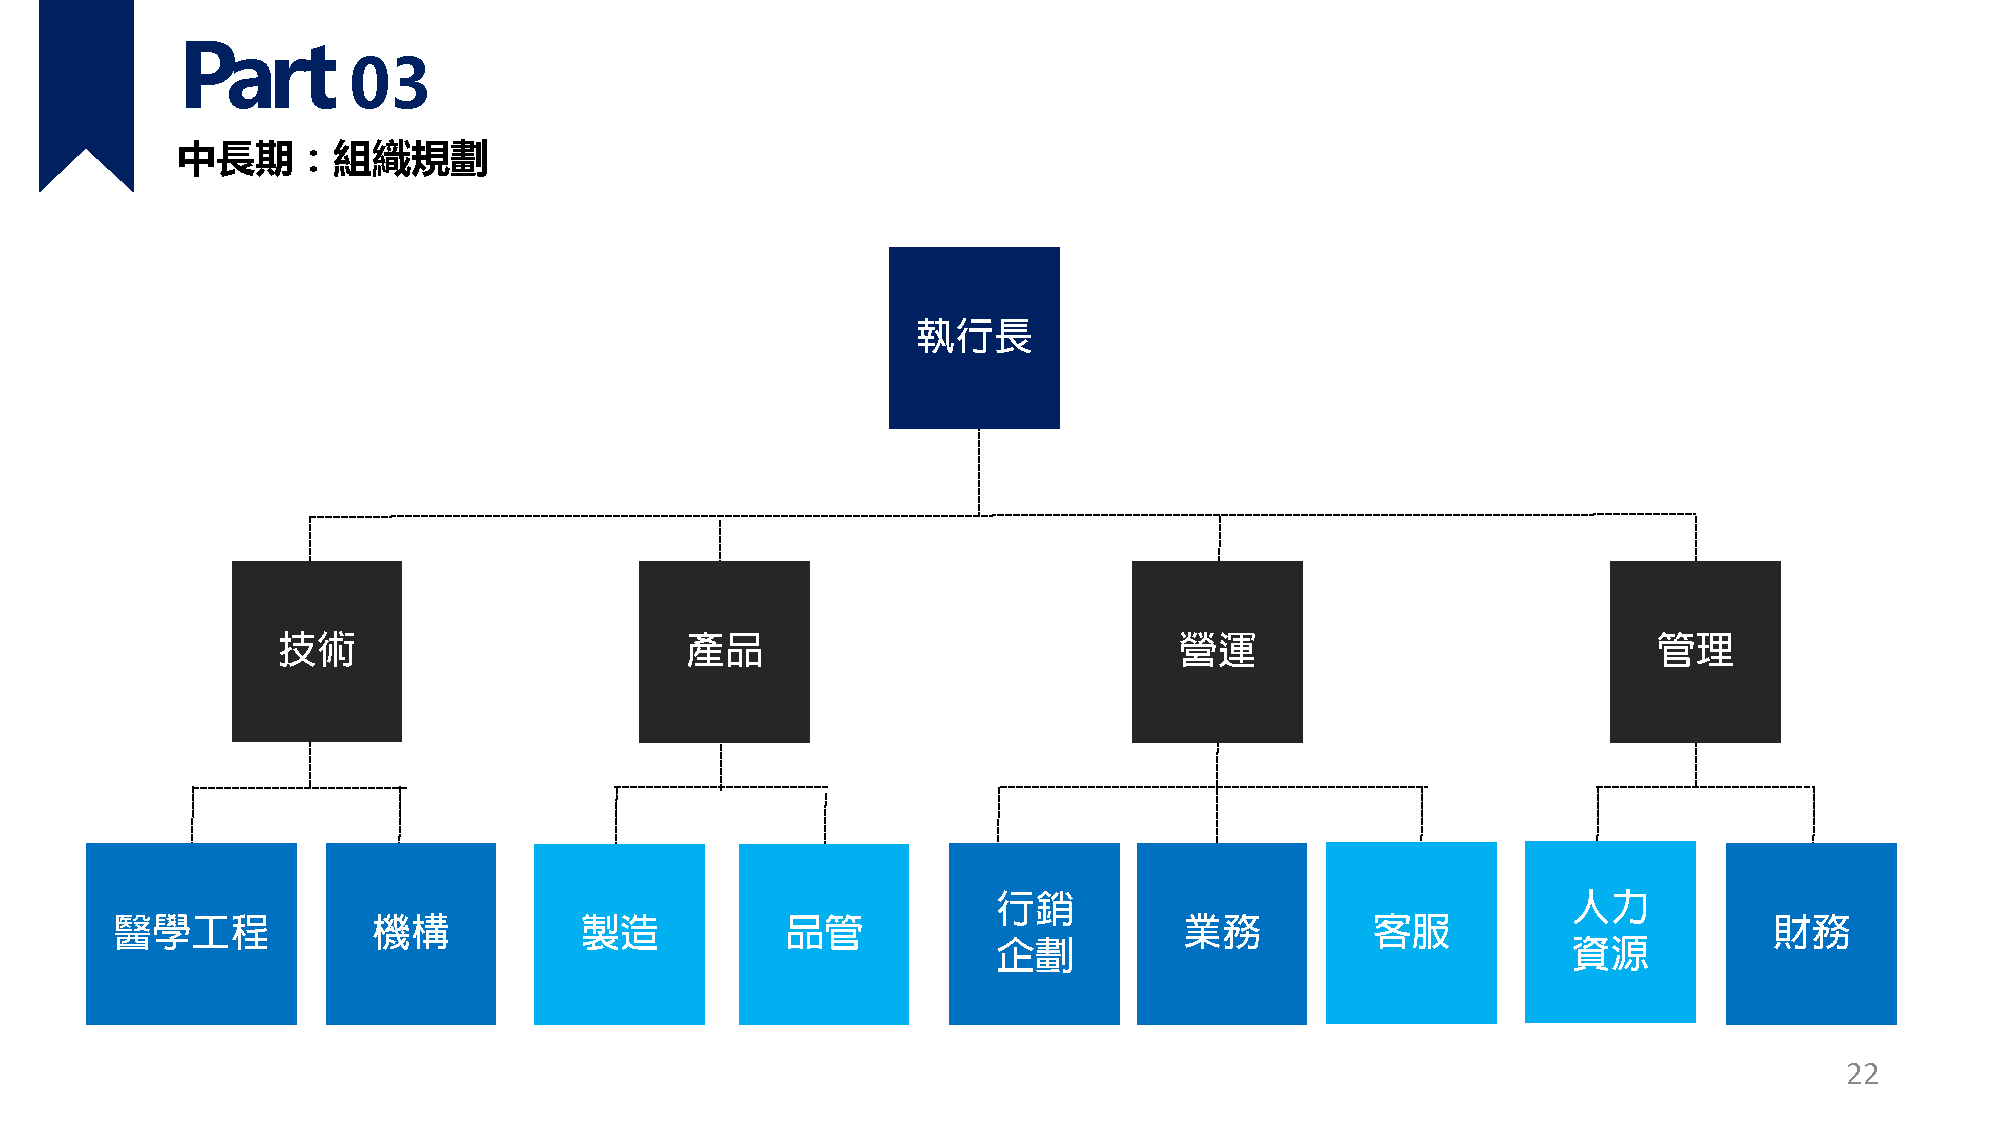 Part 03
中長期：組織規劃
執行長
技術
產品
營運
管理
醫學工程
機構
製造
品管
行銷
企劃
業務
客服
人力
資源
財務
22